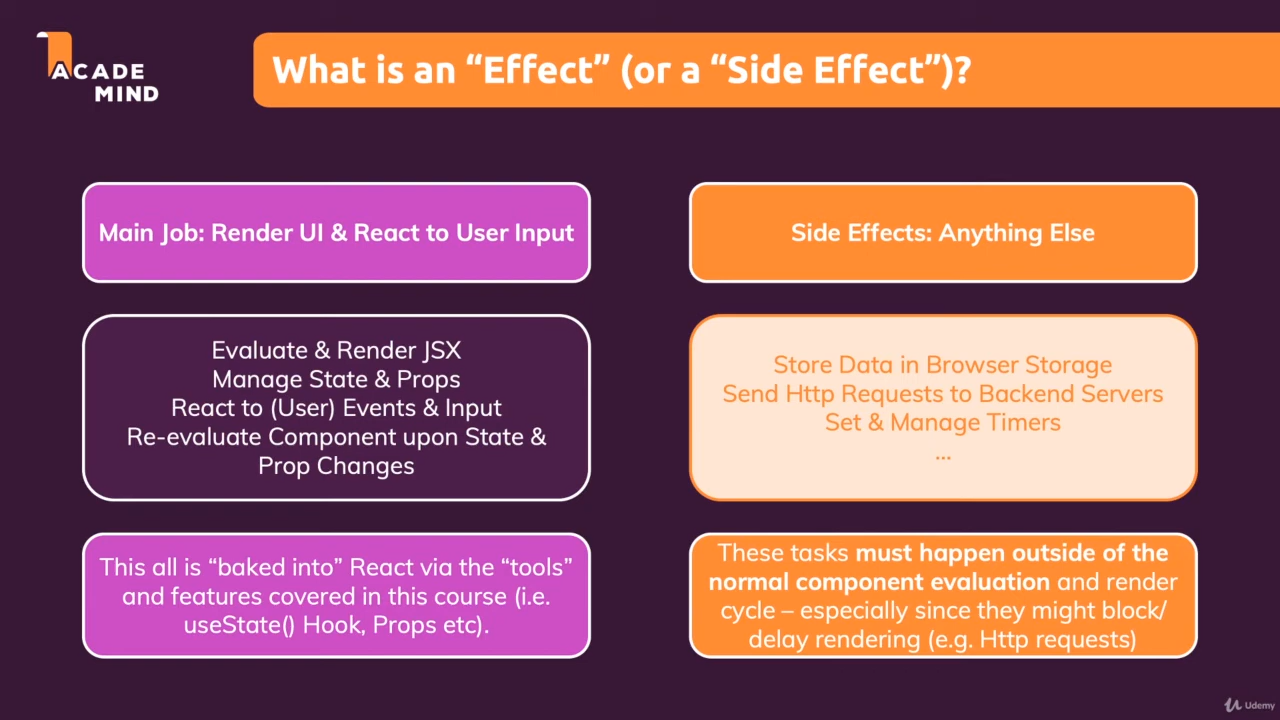 ACADE
MIND
What is an “Effect” (or a “Side Effect”)?
Main Job: Render UI & React to User Input
Evaluate & Render JSX
Manage State & Props
React to (User) Events & Input
Re-evaluate Component upon State &
Prop Changes
This all is “baked into” React via the “tools”
and features covered in this course (i.e.
useState() Hook, Props etc).
Side Effects: Anything Else
Store Data in Browser Storage
Send Http Requests to Backend Servers
Set & Manage Timers
...
These tasks must happen outside of the
normal component evaluation and render
cycle – especially since they might block/
delay rendering (e.g. Http requests)
Udemy